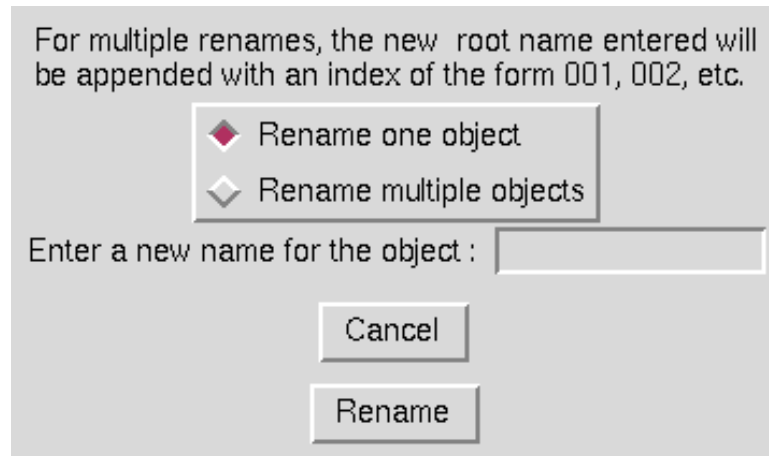 For multiple renames, the new root name entered will
be appended with an index of the form 001, 002, etc.
Rename one object
Rename multiple objects
Enter a new name for the object :
Cancel
Rename